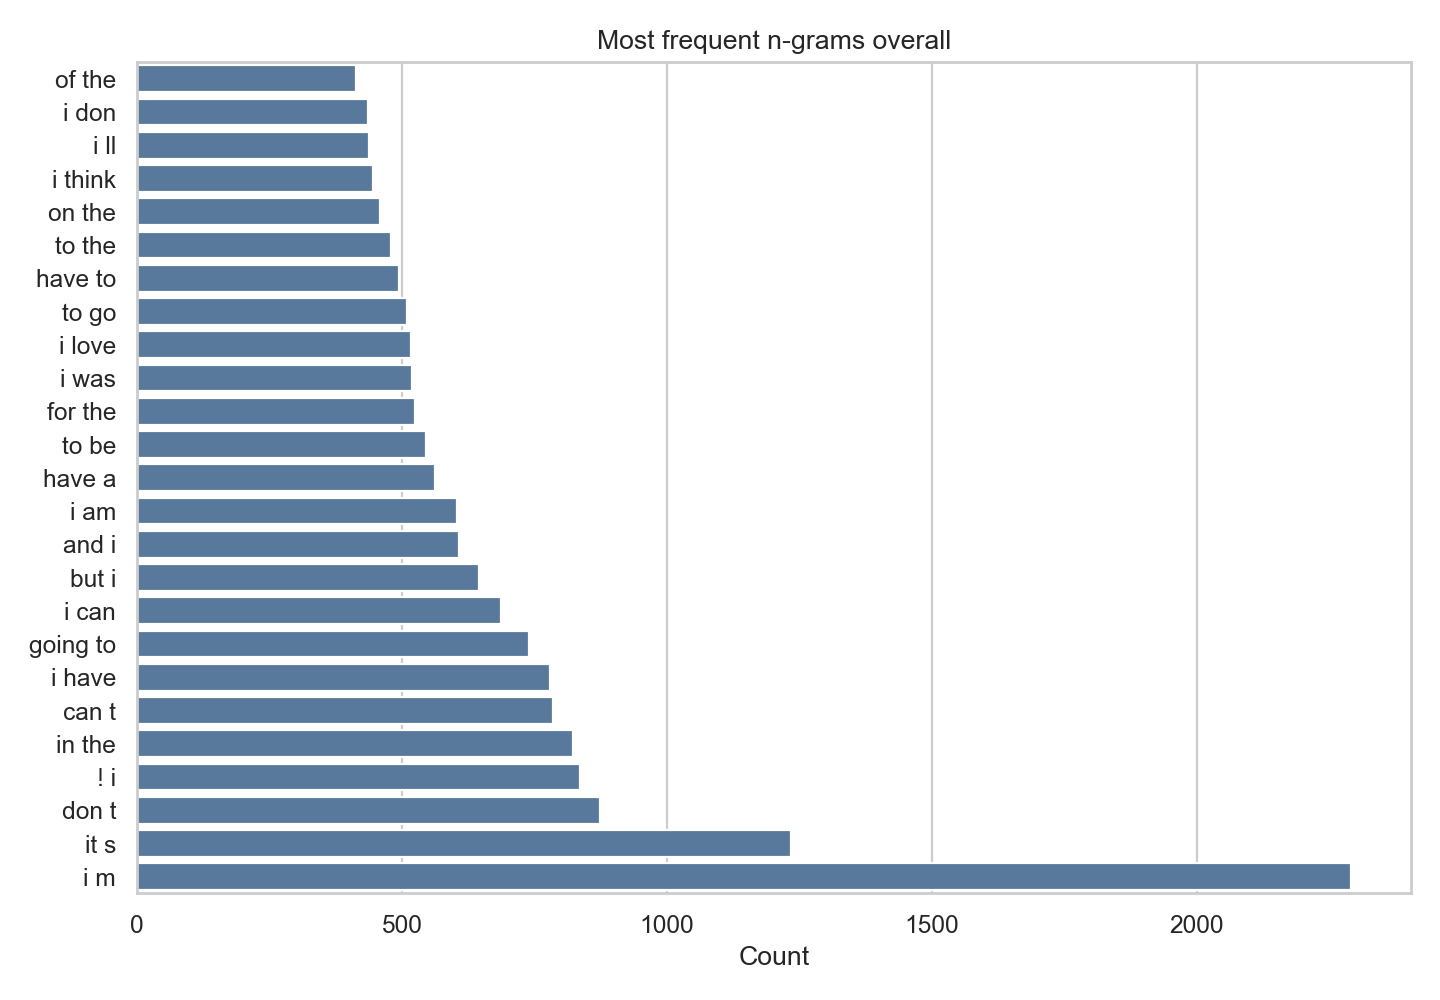 Most frequent n-grams overall
of the
i don
i ll
i think
on the
to the
have to
to go
i love
i was
for the
to be
have a
i am
and i
but i
i can
going to
i have
can t
in the
! i
don t
it s
i m
0 500 1000 1500 2000
Count